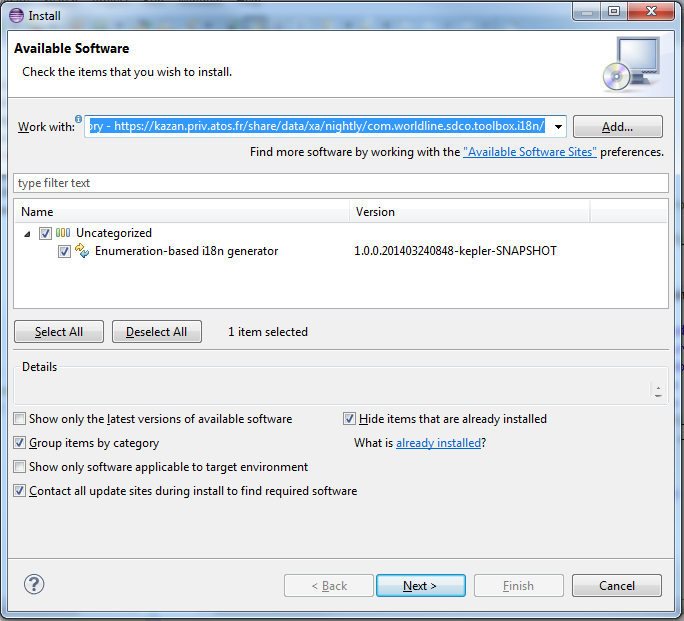 Install
Available Software
Check the items that you wish to install.
Work with: ory - https://kazan.priv.atos.fr/share/data/xa/nightly/com.worldline.sdco.toolbox.i18n/ Add...
Find more software by working with the "Available Software Sites" preferences.
type filter text
Name Version
Uncategorized
Enumeration-based i18n generator 1.0.0.201403240848-kepler-SNAPSHOT
Select All Deselect All 1 item selected
Details
Show only the latest versions of available software Hide items that are already installed
Group items by category What is already installed?
Show only software applicable to target environment
Contact all update sites during install to find required software
< Back Next > Finish Cancel